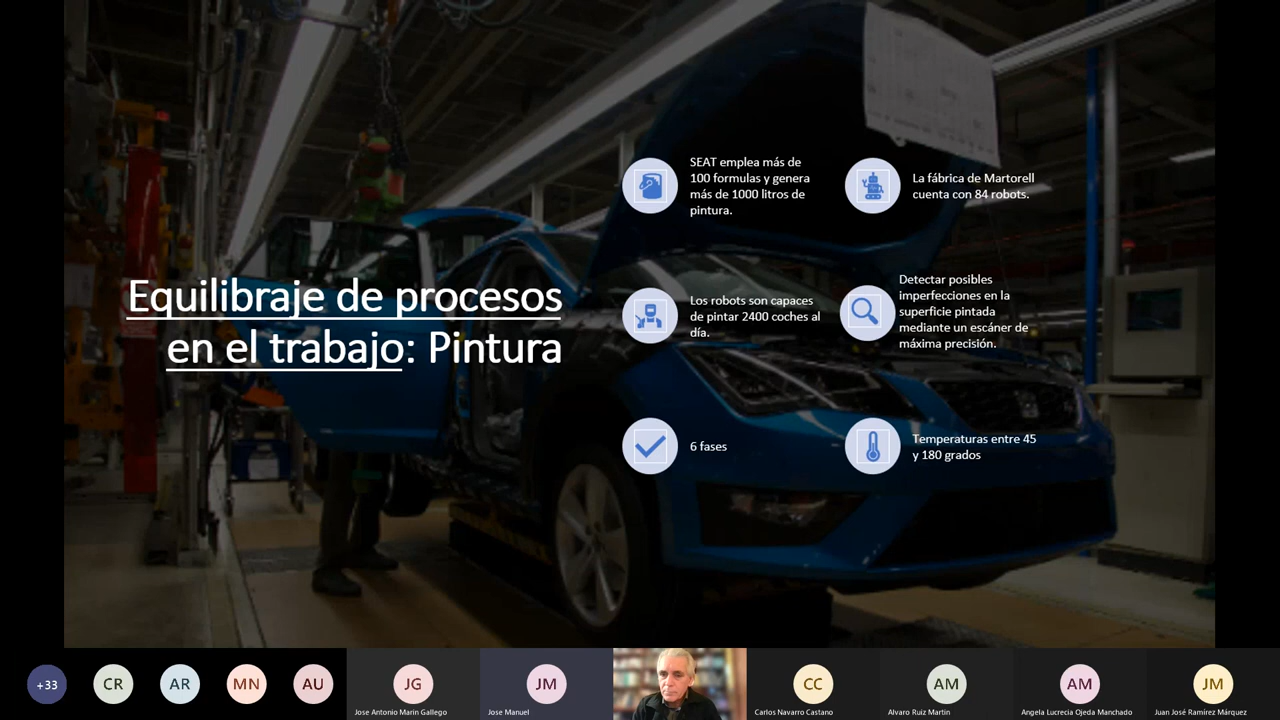 Equilibraje de procesos
en el trabajo: Pintura
SEAT emplea más de
100 formulas y genera
más de 1000 litros de
pintura.
La fábrica de Martorell
cuenta con 84 robots.
Los robots son capaces
de pintar 2400 coches al
día.
Detectar posibles
imperfecciones en la
superficie pintada
mediante un escáner de
máxima precisión.
6 fases
Temperaturas entre 45
y 180 grados
+33
CR
AR
MN
AU
JG
Jose Antonio Marin Gallego
JM
Jose Manuel
CC
Carlos Navarro Castano
AM
Alvaro Ruiz Martin
AM
Angela Lucrecia Ojeda Manchado
JM
Juan José Ramírez Márquez